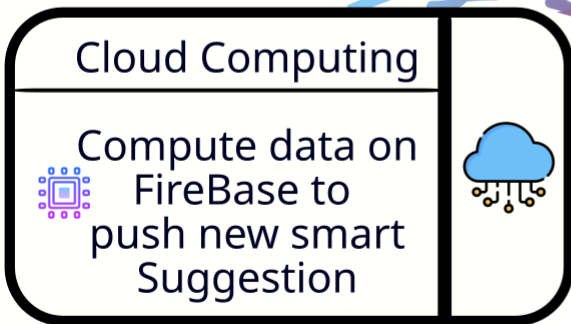 Cloud Computing
Compute data on
FireBase to
push new smart
Suggestion